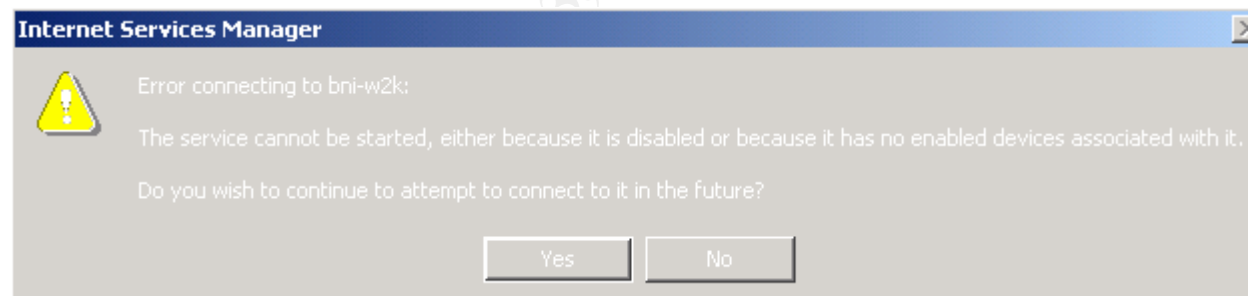 Internet Services Manager
Error connecting to bni-w2k:
The service cannot be started, either because it is disabled or because it has no enabled devices associated with it.
Do you wish to continue to attempt to connect to it in the future?
Yes No